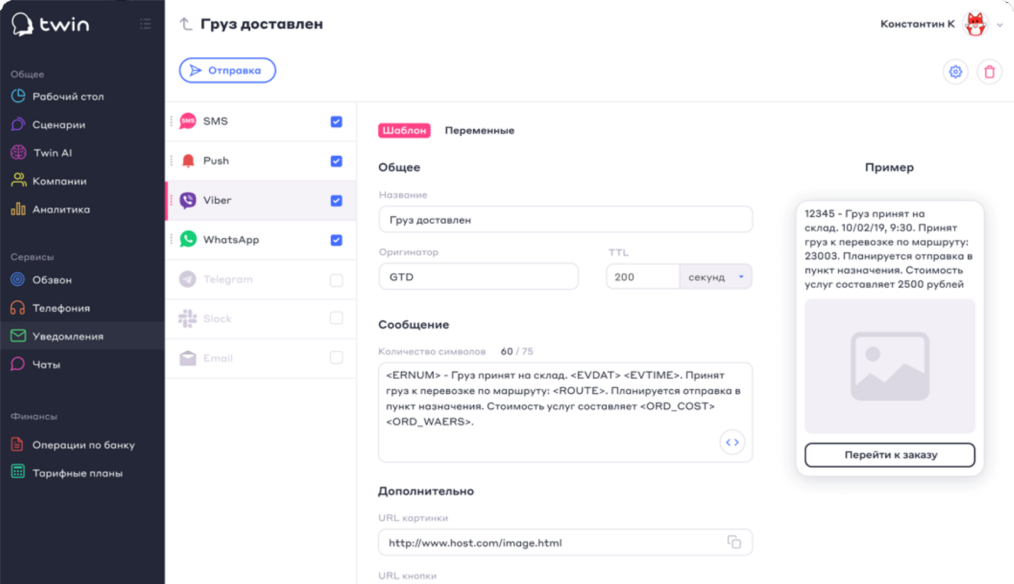 twin
Груз доставлен
Константин К
Отправка
Общее
Рабочий стол
Сценарии
Twin AI
Компании
Аналитика
Сервисы
Обзвон
Телефония
Уведомления
Чаты
Финансы
Операции по банку
Тарифные планы
SMS
SMS
Push
Viber
WhatsApp
Telegram
Slock
Email
Шаблон Переменные
Общее
Название
Груз доставлен
Оригинатор TTL
GTD 200 секунд
Сообщение
Количество символов 60 / 75
<ERNUM> - Груз принят на склад. <EVDAT> <EVTIME>. Принят
груз к перевозке по маршруту: <ROUTE>. Планируется отправка в
пункт назначения. Стоимость услуг составляет <ORD_COST>
<ORD_WAERS>.
Дополнительно
URL картинки
http://www.host.com/image.html
URL кнопки
Пример
12345 - Груз принят на
склад. 10/02/19, 9:30. Принят
груз к перевозке по маршруту:
23003. Планируется отправка в
пункт назначения. Стоимость
услуг составляет 2500 рублей
Перейти к заказу